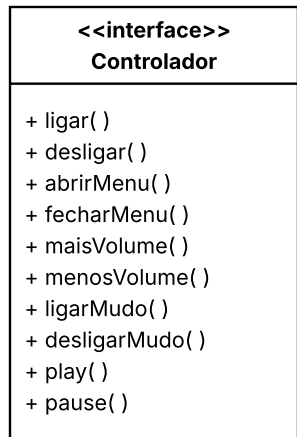 <<interface>>
Controlador
+ ligar( )
+ desligar( )
+ abrirMenu( )
+ fecharMenu( )
+ maisVolume( )
+ menosVolume( )
+ ligarMudo( )
+ desligarMudo( )
+ play( )
+ pause( )